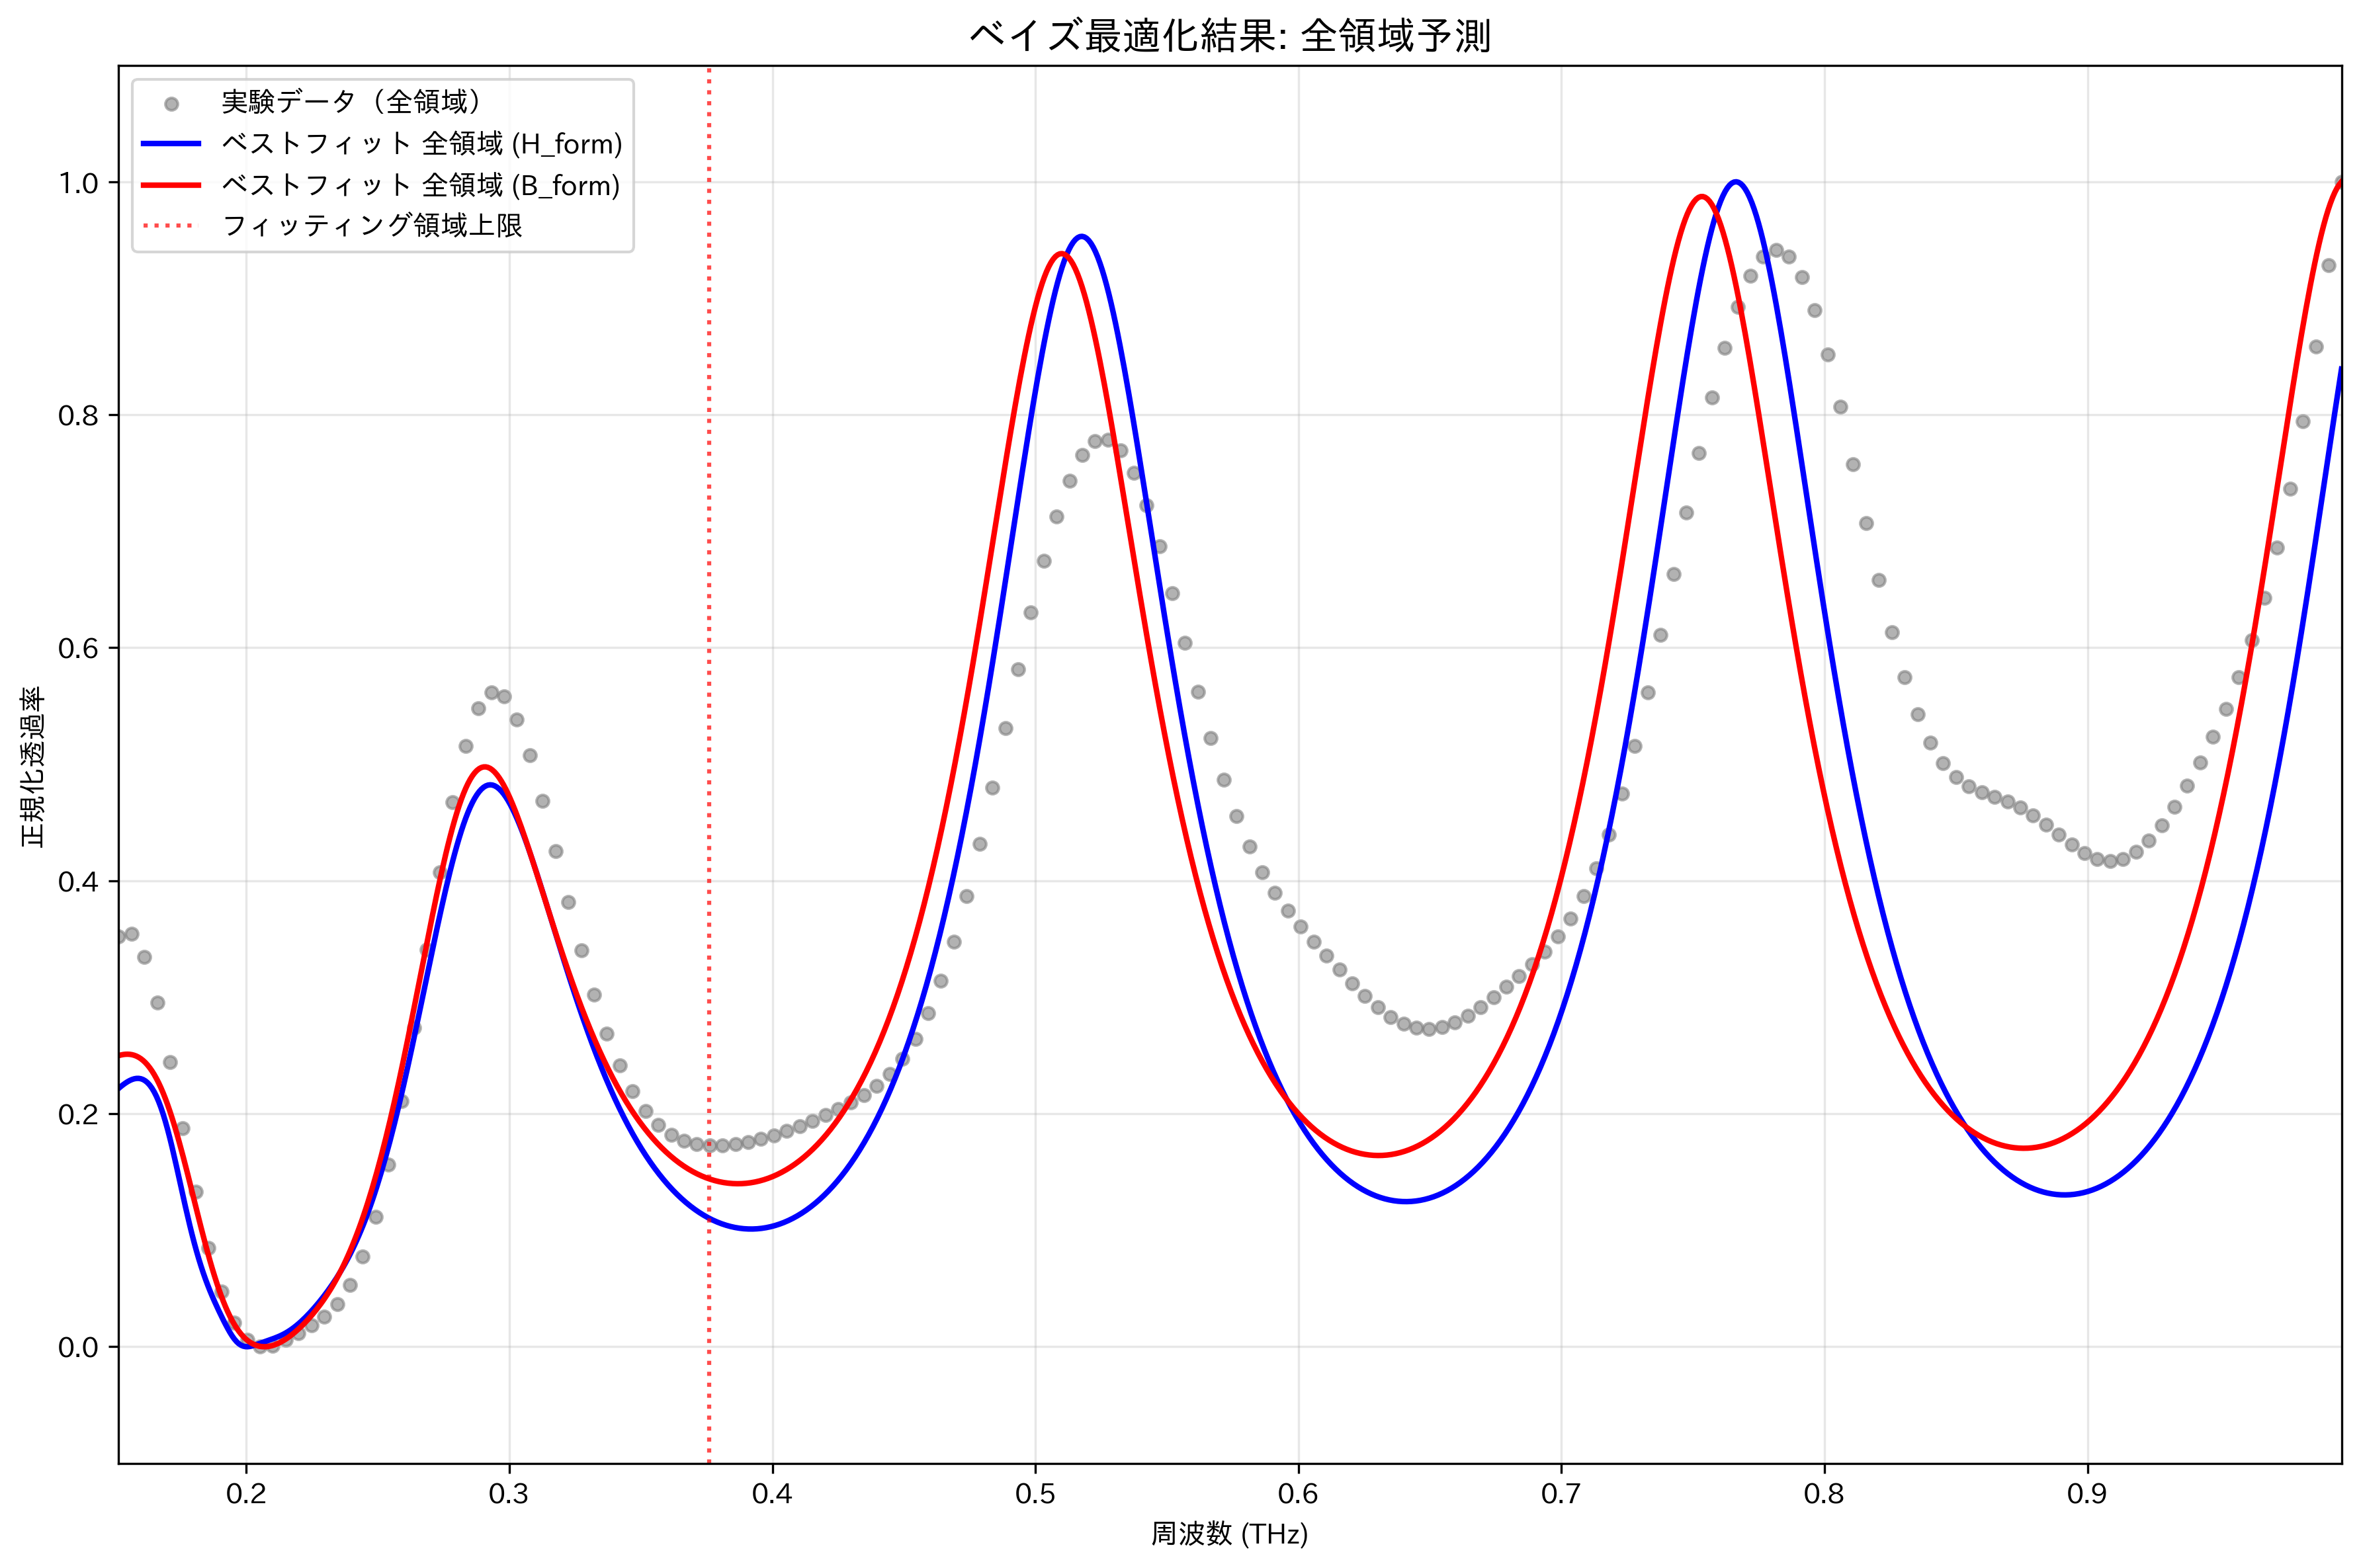 ベイズ最適化結果: 全領域予測
実験データ（全領域）
ベストフィット 全領域 (H_form)
ベストフィット 全領域 (B_form)
フィッティング領域上限
正規化透過率
1.0
0.8
0.6
0.4
0.2
0.0
0.2
0.3
0.4
0.5
0.6
0.7
0.8
0.9
周波数 (THz)